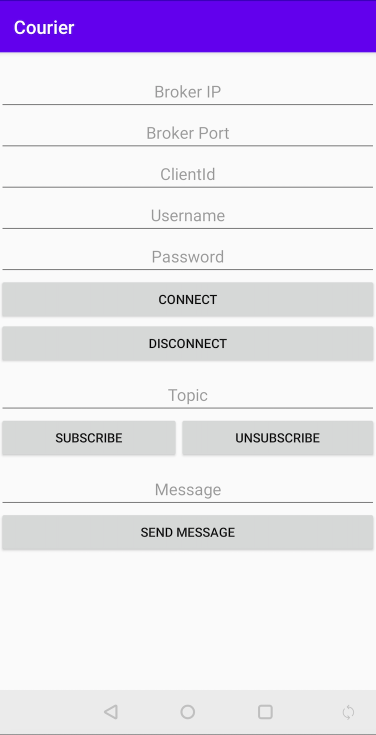 Courier
Broker IP
Broker Port
ClientId
Username
Password
CONNECT
DISCONNECT
Topic
SUBSCRIBE UNSUBSCRIBE
Message
SEND MESSAGE